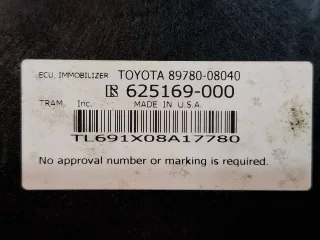 ECU, IMMOBILIZER TOYOTA 89780-08040
625169-000
TRAM, Inc. MADE IN U.S.A.
TL691X08A17780
No approval number or marking is required.